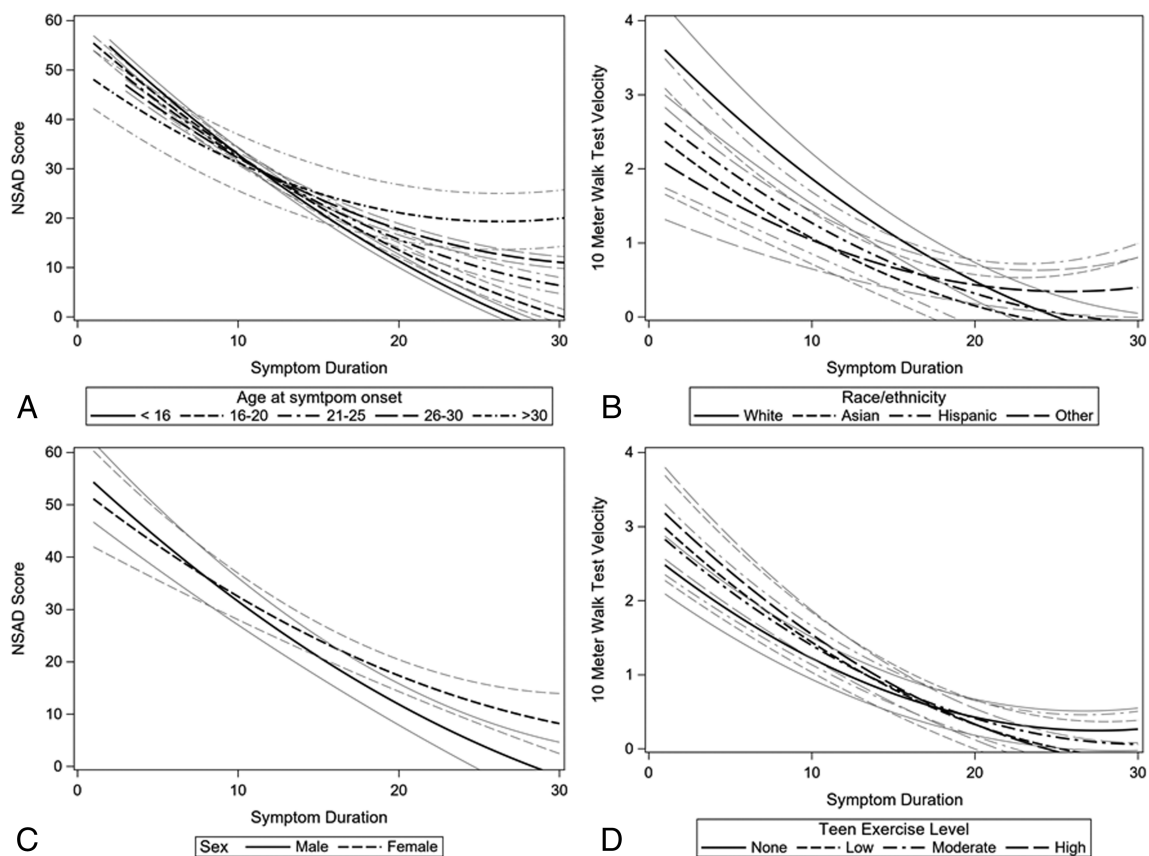 60
50
40
30
20
10
0
NSAD Score
0 10 20 30
Symptom Duration
A
Age at symtpom onset
< 16 16-20 21-25 26-30 >30
4
3
2
1
0
10 Meter Walk Test Velocity
0 10 20 30
Symptom Duration
B
Race/ethnicity
White Asian Hispanic Other
60
50
40
30
20
10
0
NSAD Score
0 10 20 30
Symptom Duration
C
Sex Male Female
4
3
2
1
0
10 Meter Walk Test Velocity
0 10 20 30
Symptom Duration
D
Teen Exercise Level
None Low Moderate High